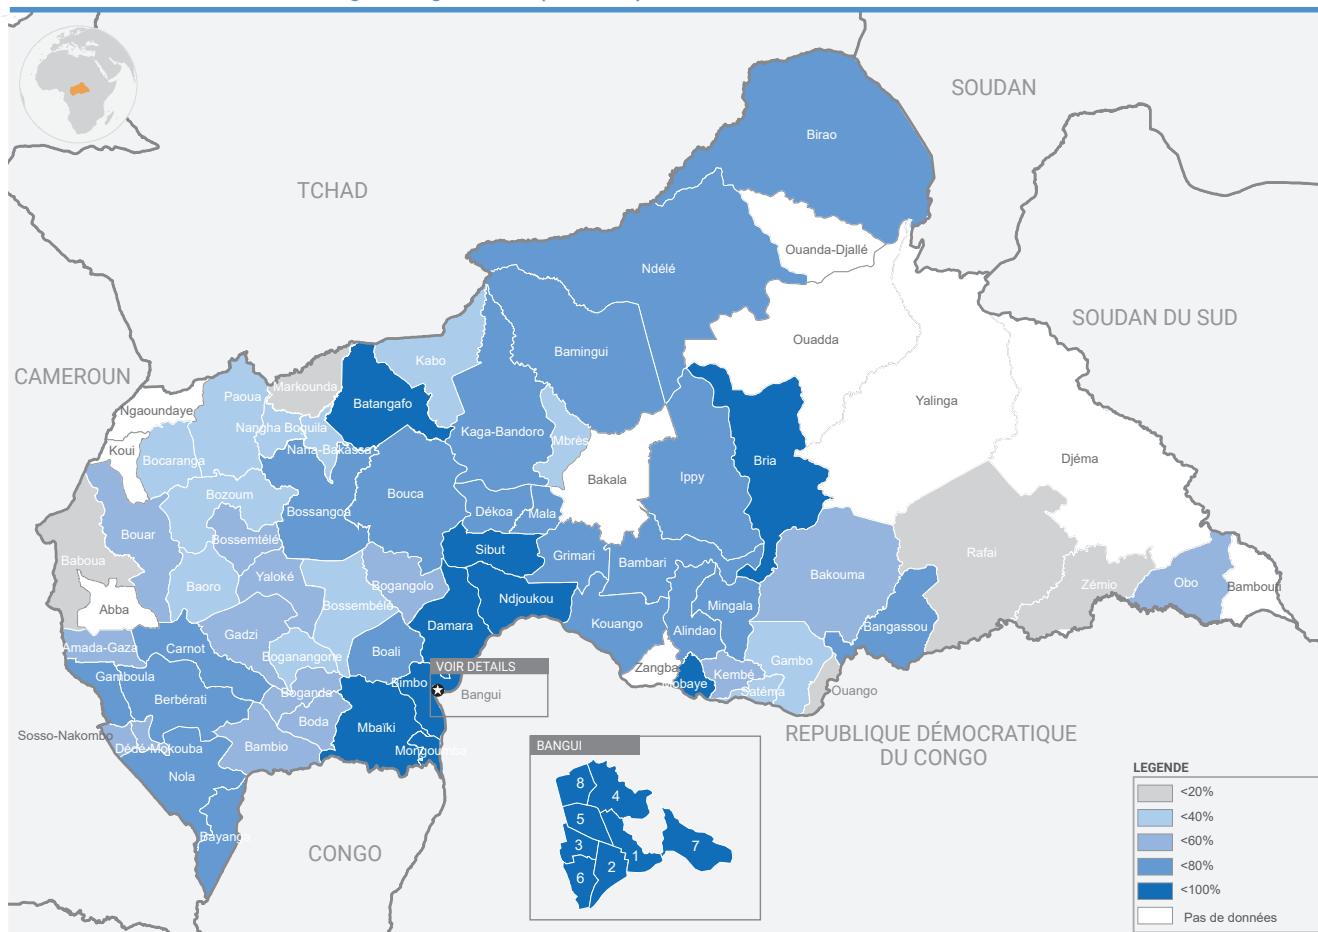 SOUDAN
Birao
TCHAD
Ouanda-Djallé
Ndélé
SOUDAN DU SUD
Ouadda
Bamingui
Kabo
CAMEROUN
Markounda
Paoua
Batangafo
Yalinga
Ngaoundaye
Nangha Boguila
Kaga-Bandoro
Mbrès
Koui
Nana-Bakassa
Bocaranga
Djéma
Bria
Ippy
Bakala
Bozoum
Bouca
Bossangoa
Dékoa
Mala
Bouar
Bossemtélé
Sibut
Rafai
Baboua
Grimari
Bambari
Bakouma
Yaloké
Bogangolo
Zémio
Obo
Baoro
Bambouri
Ndjoukou
Bossembélé
Abba
Mingala
Kouango
Damara
Bangassou
Alindao
Gadzi
Amada-Gaza
Carnot
Boali
Boganangone
Gambo
VOIR DETAILS
Zangba
Kembé
Gamboula
Bimbo
Mobaye
Satéma
Ouango
Boganda
Bangui
Berbérati
Boda
Mbaïki
Sosso-Nakombo
REPUBLIQUE DÉMOCRATIQUE
DU CONGO
Dédé-Mokouba
Bambio
Mongoumba
BANGUI
Nola
8
4
5
3
1
7
2
6
Bayanga
CONGO
LEGENDE
<20%
<40%
<60%
<80%
<100%
Pas de données